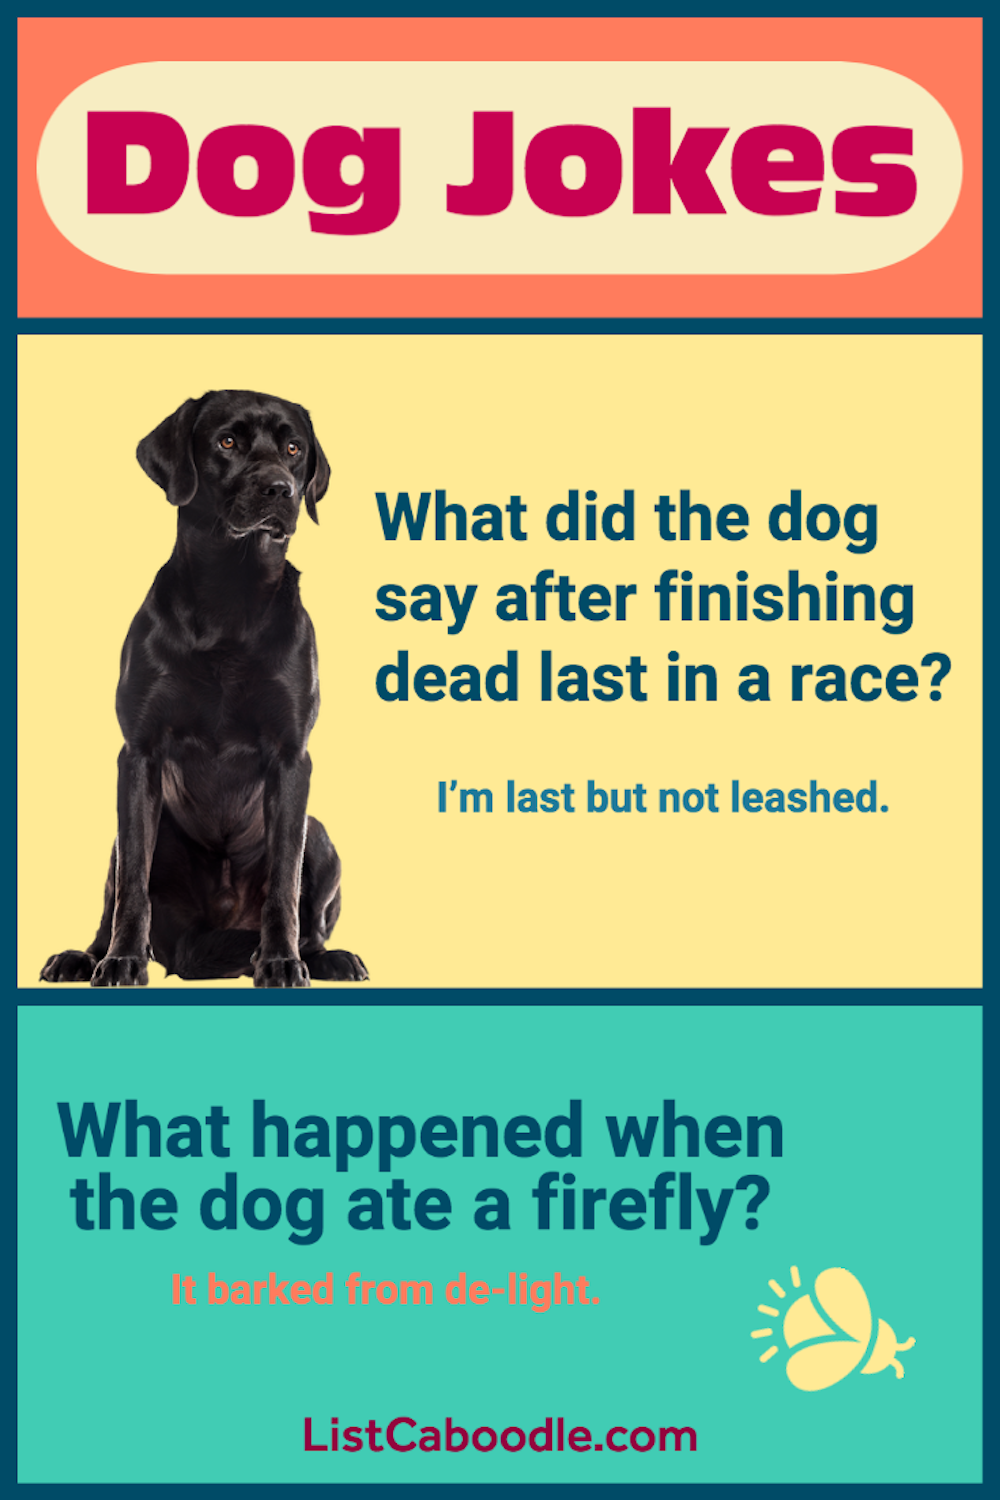 Dog Jokes
What did the dog
say after finishing
dead last in a race?
I’m last but not leashed.
What happened when
the dog ate a firefly?
It barked from de-light.
ListCaboodle.com